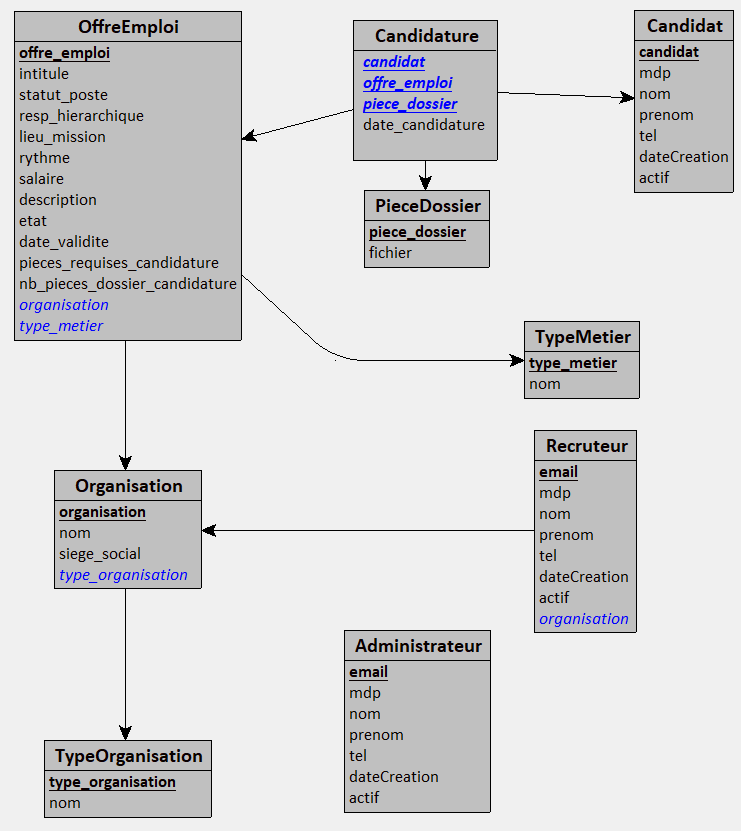 OffreEmploi
offre_emploi
intitule
statut_poste
resp_hierarchique
lieu_mission
rythme
salaire
description
etat
date_validite
pieces_requises_candidature
nb_pieces_dossier_candidature
organisation
type_metier
Candidature
candidat
offre_emploi
piece_dossier
date_candidature
Candidat
candidat
mdp
nom
prenom
tel
dateCreation
actif
PieceDossier
piece_dossier
fichier
TypeMetier
type_metier
nom
Organisation
organisation
nom
siege_social
type_organisation
Recruteur
email
mdp
nom
prenom
tel
dateCreation
actif
organisation
Administrateur
email
mdp
nom
prenom
tel
dateCreation
actif
TypeOrganisation
type_organisation
nom